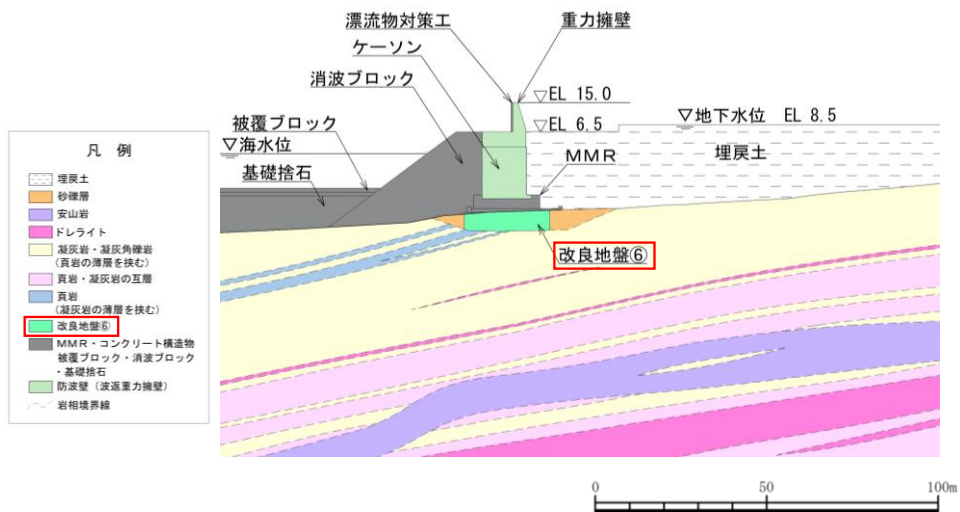 漂流物対策工
重力擁壁
ケーソン
消波ブロック
▽EL 15.0
被覆ブロック
▽EL 6.5
▽地下水位 EL 8.5
▽海水位
MMR
埋戻土
基礎捨石
改良地盤⑥
凡 例
埋戻土
砂礫層
安山岩
ドレライト
凝灰岩・凝灰角礫岩
(頁岩の薄層を挟む)
頁岩・凝灰岩の互層
頁岩
(凝灰岩の薄層を挟む)
改良地盤⑥
MMR・コンクリート構造物
被覆ブロック・消波ブロック
・基礎捨石
防波壁(波返重力擁壁)
岩相境界線
0 50 100m